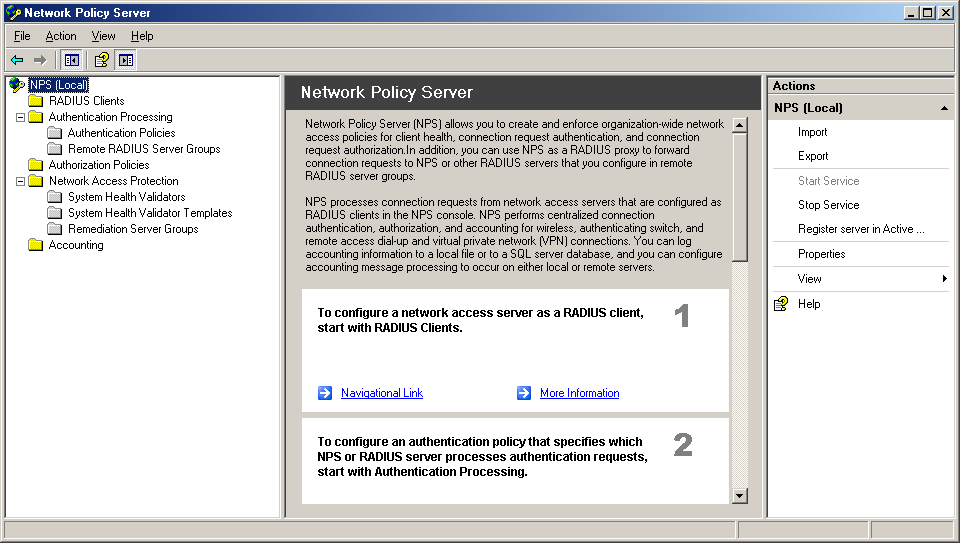 Network Policy Server
File Action View Help
NPS (Local)
RADIUS Clients
Authentication Processing
Authentication Policies
Remote RADIUS Server Groups
Authorization Policies
Network Access Protection
System Health Validators
System Health Validator Templates
Remediation Server Groups
Accounting
Network Policy Server
Network Policy Server (NPS) allows you to create and enforce organization-wide network
access policies for client health, connection request authentication, and connection
request authorization.In addition, you can use NPS as a RADIUS proxy to forward
connection requests to NPS or other RADIUS servers that you configure in remote
RADIUS server groups.
NPS processes connection requests from network access servers that are configured as
RADIUS clients in the NPS console. NPS performs centralized connection
authentication, authorization, and accounting for wireless, authenticating switch, and
remote access dial-up and virtual private network (VPN) connections. You can log
accounting information to a local file or to a SQL server database, and you can configure
accounting message processing to occur on either local or remote servers.
To configure a network access server as a RADIUS client,
start with RADIUS Clients.
1
Navigational Link
More Information
To configure an authentication policy that specifies which
NPS or RADIUS server processes authentication requests,
start with Authentication Processing.
2
Actions
NPS (Local)
Import
Export
Start Service
Stop Service
Register server in Active ...
Properties
View
Help